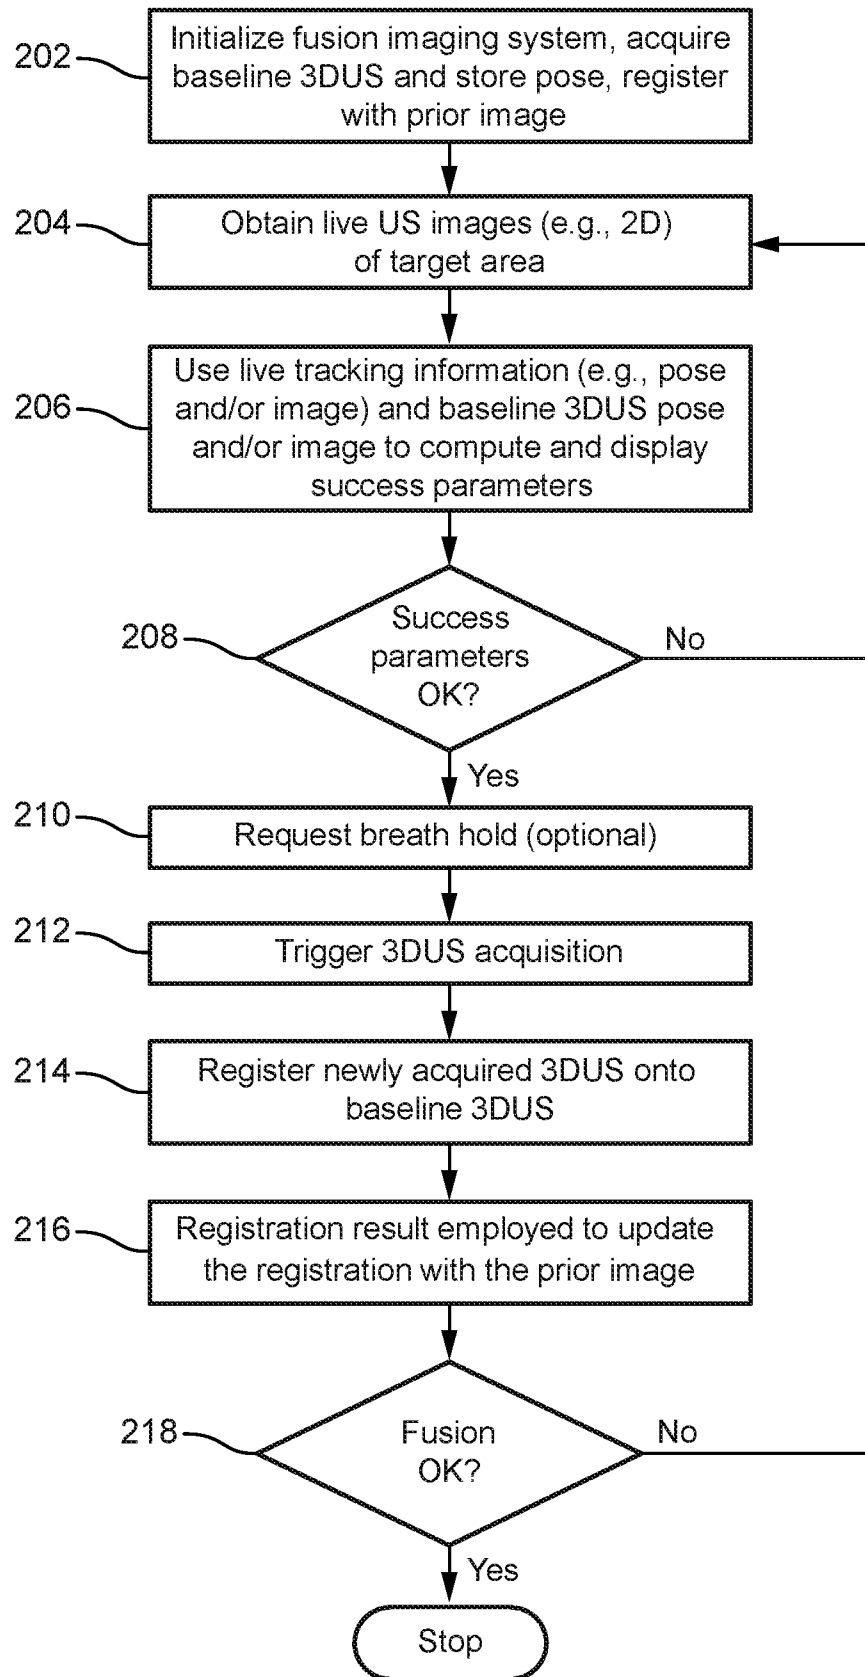 202
Initialize fusion imaging system, acquire
baseline 3DUS and store pose, register
with prior image
204
Obtain live US images (e.g., 2D)
of target area
206
Use live tracking information (e.g., pose
and/or image) and baseline 3DUS pose
and/or image to compute and display
success parameters
208
Success
parameters
OK?
No
Yes
210
Request breath hold (optional)
212
Trigger 3DUS acquisition
214
Register newly acquired 3DUS onto
baseline 3DUS
216
Registration result employed to update
the registration with the prior image
218
Fusion
OK?
No
Yes
Stop